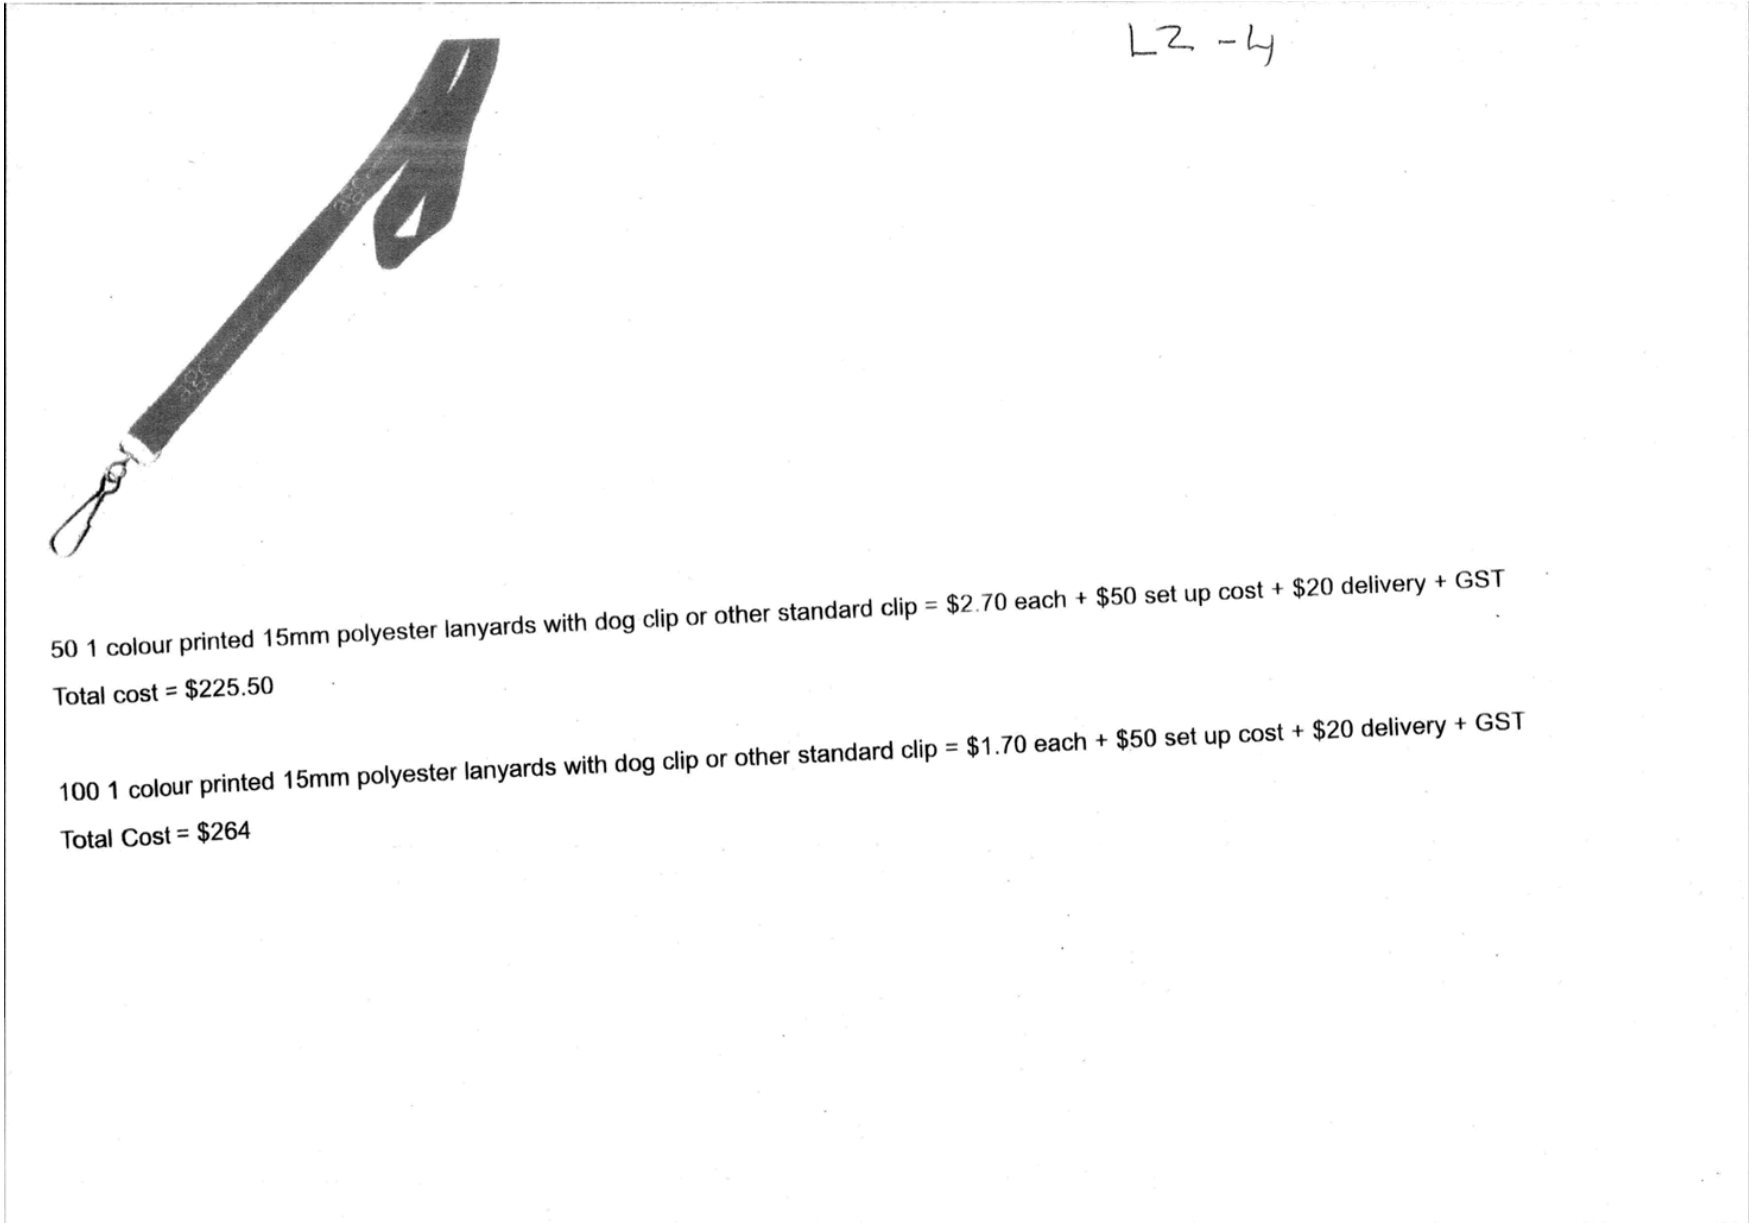 LZ - 4
50 1 colour printed 15mm polyester lanyards with dog clip or other standard clip = $2.70 each + $50 set up cost + $20 delivery + GST
Total cost = $225.50
100 1 colour printed 15mm polyester lanyards with dog clip or other standard clip = $1.70 each + $50 set up cost + $20 delivery + GST
Total Cost = $264